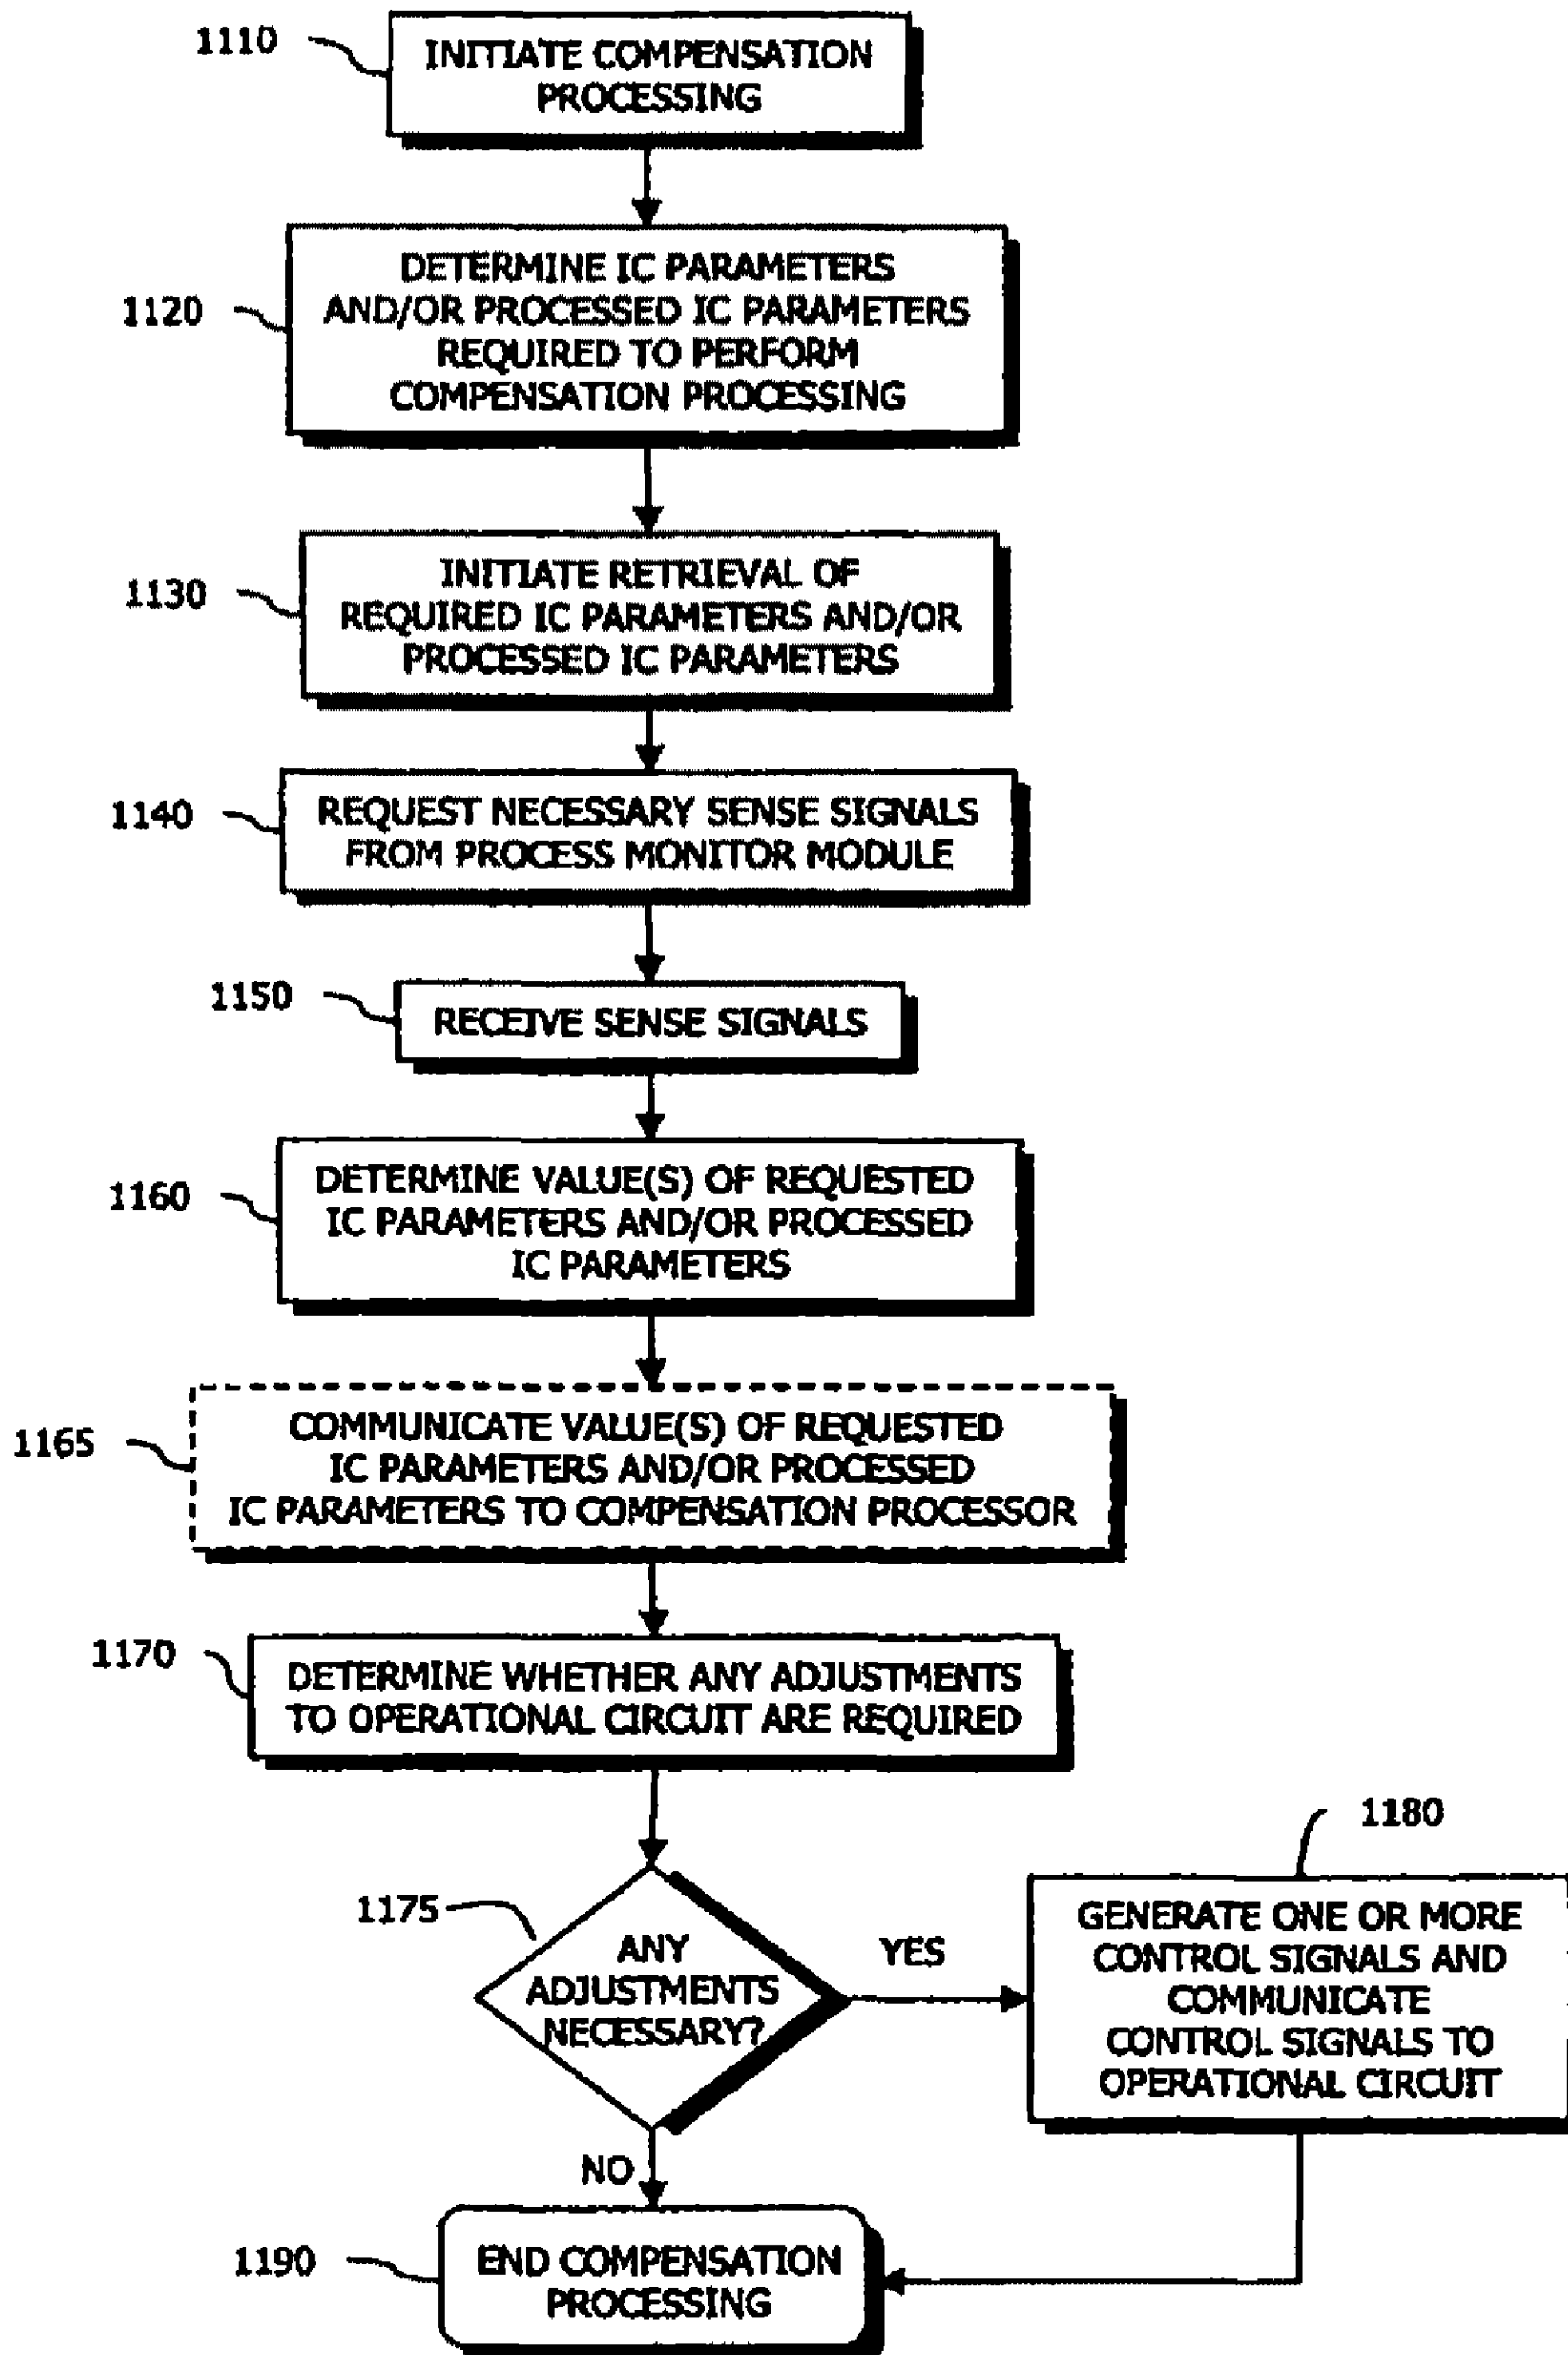 1110
INITIATE COMPENSATION
PROCESSING
1120
DETERMINE IC PARAMETERS
AND/OR PROCESSED IC PARAMETERS
REQUIRED TO PERFORM
COMPENSATION PROCESSING
1130
INITIATE RETRIEVAL OF
REQUIRED IC PARAMETERS AND/OR
PROCESSED IC PARAMETERS
1140
REQUEST NECESSARY SENSE SIGNALS
FROM PROCESS MONITOR MODULE
1150
RECEIVE SENSE SIGNALS
1160
DETERMINE VALUE(S) OF REQUESTED
IC PARAMETERS AND/OR PROCESSED
IC PARAMETERS
1165
COMMUNICATE VALUE(S) OF REQUESTED
IC PARAMETERS AND/OR PROCESSED
IC PARAMETERS TO COMPENSATION PROCESSOR
1170
DETERMINE WHETHER ANY ADJUSTMENTS
TO OPERATIONAL CIRCUIT ARE REQUIRED
1175
ANY
ADJUSTMENTS
NECESSARY?
YES
1180
GENERATE ONE OR MORE
CONTROL SIGNALS AND
COMMUNICATE
CONTROL SIGNALS TO
OPERATIONAL CIRCUIT
NO
1190
END COMPENSATION
PROCESSING